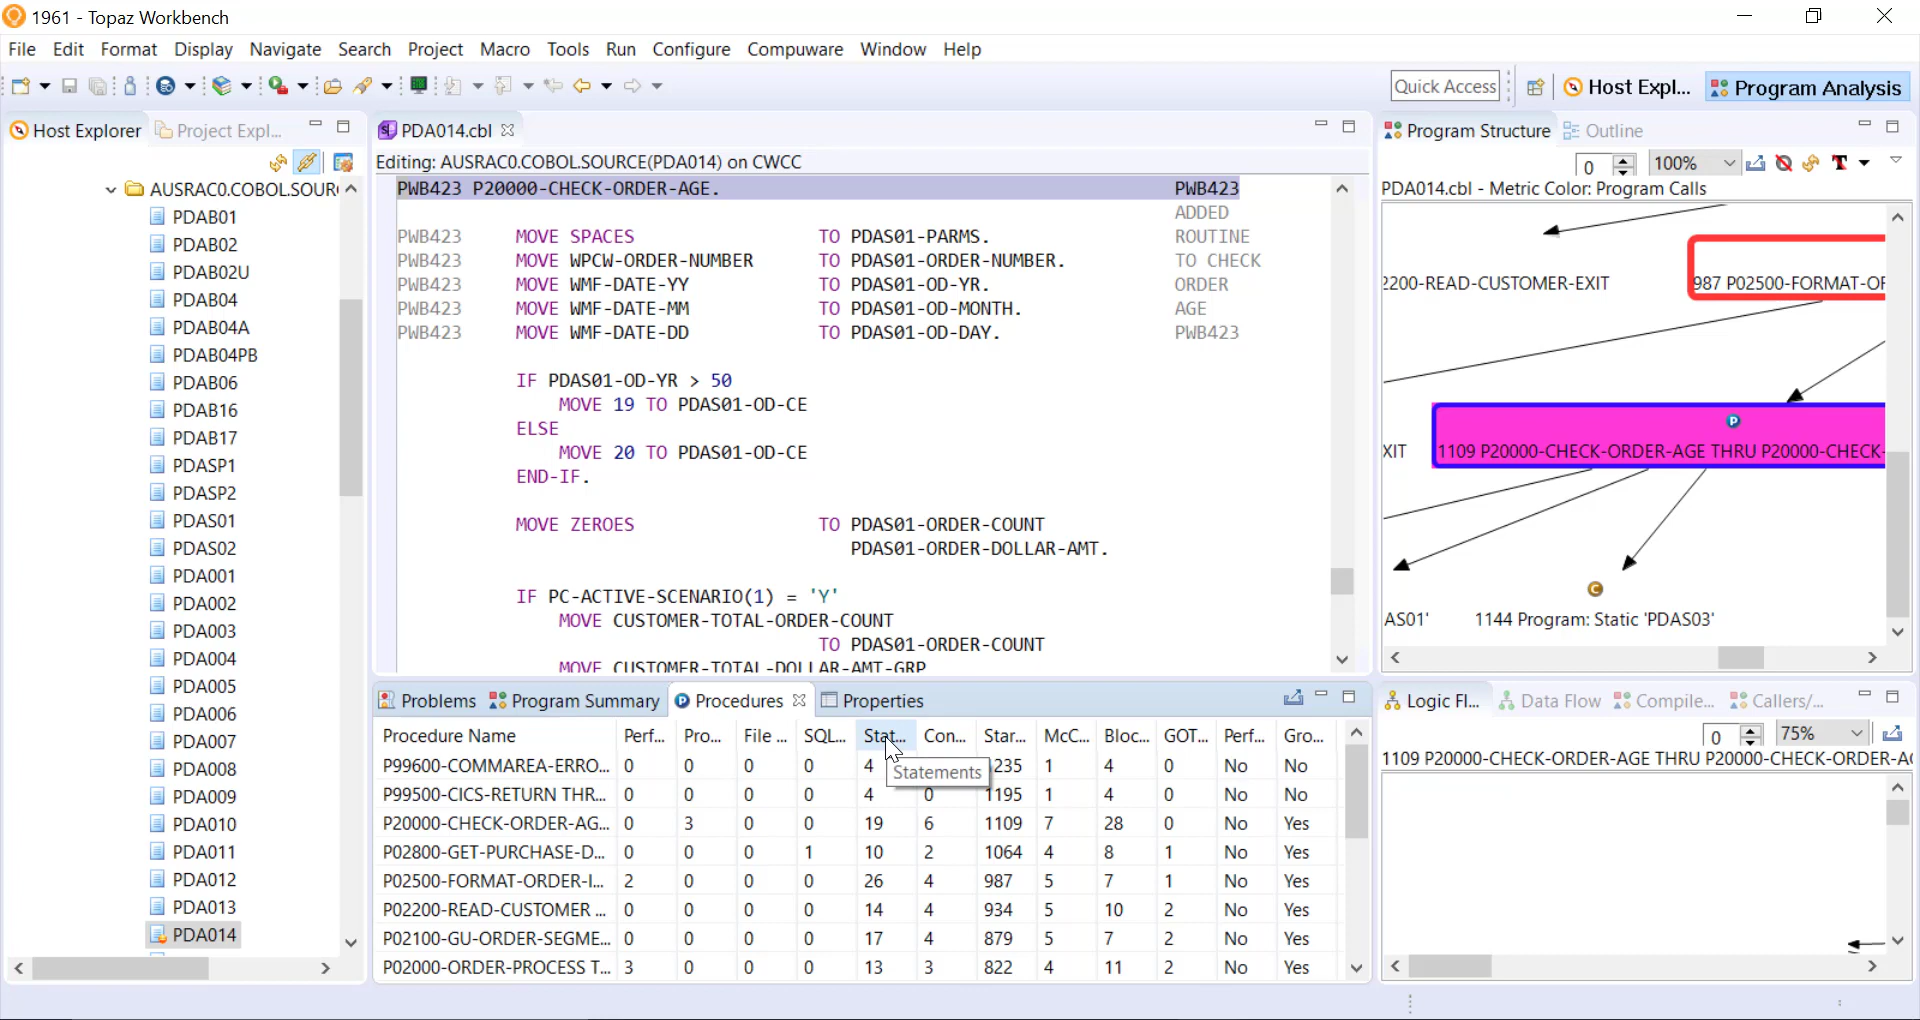 1961 - Topaz Workbench
File Edit Format Display Navigate Search Project Macro Tools Run Configure Compuware Window Help
Quick Access Host Expl... Program Analysis
Host Explorer Project Expl...
AUSRAC0.COBOL.SOUR
PDAB01
PDAB02
PDAB02U
PDAB04
PDAB04A
PDAB04PB
PDAB06
PDAB16
PDAB17
PDASP1
PDASP2
PDAS01
PDAS02
PDA001
PDA002
PDA003
PDA004
PDA005
PDA006
PDA007
PDA008
PDA009
PDA010
PDA011
PDA012
PDA013
PDA014
PDA014.cbl
Editing: AUSRAC0.COBOL.SOURCE(PDA014) on CWCC
PWB423 P20000-CHECK-ORDER-AGE. PWB423
ADDED
PWB423 MOVE SPACES TO PDAS01-PARMS. ROUTINE
PWB423 MOVE WPCW-ORDER-NUMBER TO PDAS01-ORDER-NUMBER. TO CHECK
PWB423 MOVE WMF-DATE-YY TO PDAS01-OD-YR. ORDER
PWB423 MOVE WMF-DATE-MM TO PDAS01-OD-MONTH. AGE
PWB423 MOVE WMF-DATE-DD TO PDAS01-OD-DAY. PWB423
IF PDAS01-OD-YR > 50
MOVE 19 TO PDAS01-OD-CE
ELSE
MOVE 20 TO PDAS01-OD-CE
END-IF.
MOVE ZEROES TO PDAS01-ORDER-COUNT
PDAS01-ORDER-DOLLAR-AMT.
IF PC-ACTIVE-SCENARIO(1) = 'Y'
MOVE CUSTOMER-TOTAL-ORDER-COUNT
TO PDAS01-ORDER-COUNT
MOVE CUSTOMER-TOTAL-DOLLAR-AMT-GRP
Program Structure Outline
0 100%
PDA014.cbl - Metric Color: Program Calls
2200-READ-CUSTOMER-EXIT 987 P02500-FORMAT-OR
P
XIT 1109 P20000-CHECK-ORDER-AGE THRU P20000-CHECK-
C
AS01' 1144 Program: Static 'PDAS03'
Problems Program Summary Procedures Properties
Procedure Name Perf... Pro... File ... SQL... Stat... Con... Star... McC... Bloc... GOT... Perf... Gro...
P99600-COMMAREA-ERRO... 0 0 0 0 4 235 1 4 0 No No
Statements
P99500-CICS-RETURN THR... 0 0 0 0 4 0 1195 1 4 0 No No
P20000-CHECK-ORDER-AG... 0 3 0 0 19 6 1109 7 28 0 No Yes
P02800-GET-PURCHASE-D... 0 0 0 1 10 2 1064 4 8 1 No Yes
P02500-FORMAT-ORDER-I... 2 0 0 0 26 4 987 5 7 1 No Yes
P02200-READ-CUSTOMER ... 0 0 0 0 14 4 934 5 10 2 No Yes
P02100-GU-ORDER-SEGME... 0 0 0 0 17 4 879 5 7 2 No Yes
P02000-ORDER-PROCESS T... 3 0 0 0 13 3 822 4 11 2 No Yes
Logic Fl... Data Flow Compile... Callers/...
0 75%
1109 P20000-CHECK-ORDER-AGE THRU P20000-CHECK-ORDER-A